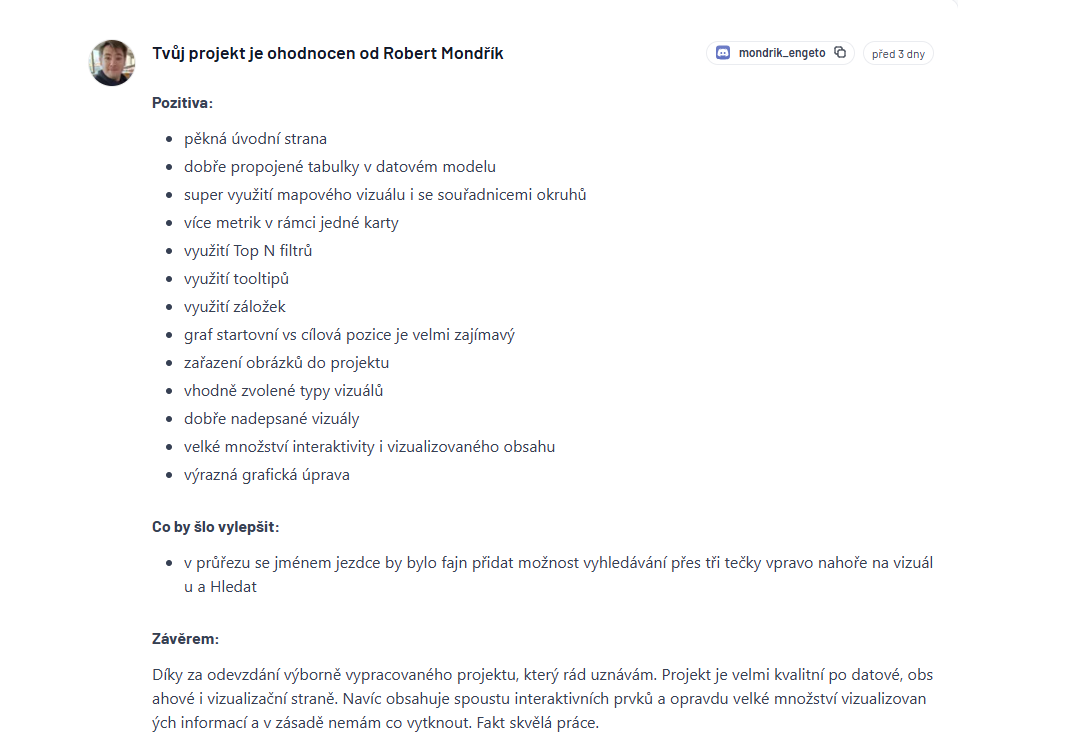 Tvůj projekt je ohodnocen od Robert Mondřík
mondrik_engeto
před 3 dny
Pozitiva:
pěkná úvodní strana
dobře propojené tabulky v datovém modelu
super využití mapového vizuálu i se souřadnicemi okruhů
více metrik v rámci jedné karty
využití Top N filtrů
využití tooltipů
využití záložek
graf startovní vs cílová pozice je velmi zajímavý
zařazení obrázků do projektu
vhodně zvolené typy vizuálů
dobře nadepsané vizuály
velké množství interaktivity i vizualizovaného obsahu
výrazná grafická úprava
Co by šlo vylepšit:
v průřezu se jménem jezdce by bylo fajn přidat možnost vyhledávání přes tři tečky vpravo nahoře na vizuál
u a Hledat
Závěrem:
Díky za odevzdání výborně vypracovaného projektu, který rád uznávám. Projekt je velmi kvalitní po datové, obs
ahové i vizualizační straně. Navíc obsahuje spoustu interaktivních prvků a opravdu velké množství vizualizovan
ých informací a v zásadě nemám co vytknout. Fakt skvělá práce.